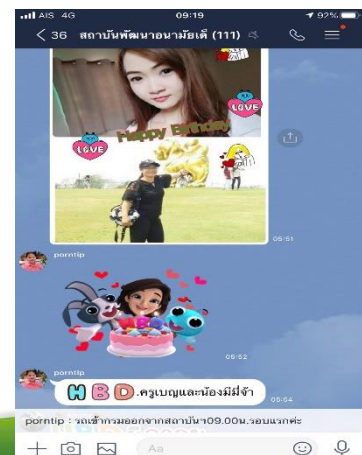 AIS 4G 09:19 92%
36 สถาบันพัฒนาอนามัยเด็ (111)
LOVE
LOVE
Happy Birthday
05:51
porntip
HBD
05:52
porntip
H B D .ครูเบญและน้องมีมี่จ้า
05:54
porntip : รถเข้ากรมออกจากสถาบันฯ09.00น.รอบแรกค่ะ
Aa